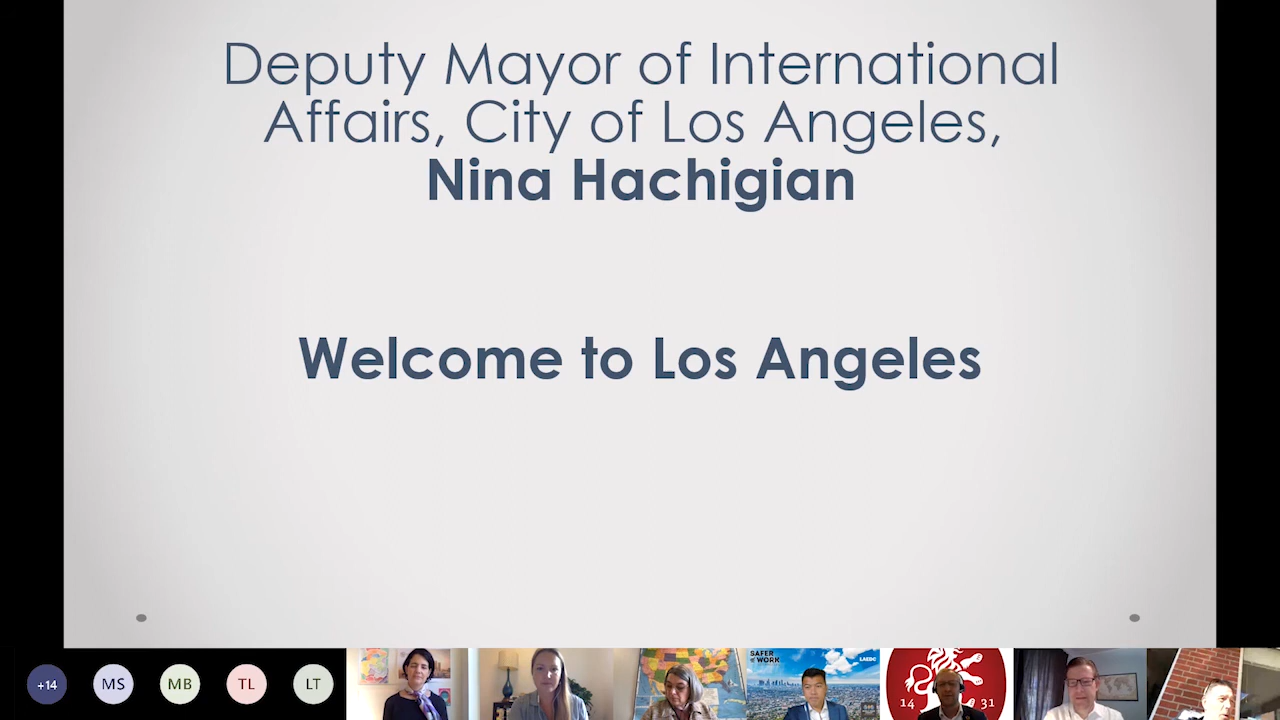 Deputy Mayor of International
Affairs, City of Los Angeles,
Nina Hachigian
Welcome to Los Angeles
+14
MS
MB
TL
LT
SAFER
WORK
LAEDC
14 31